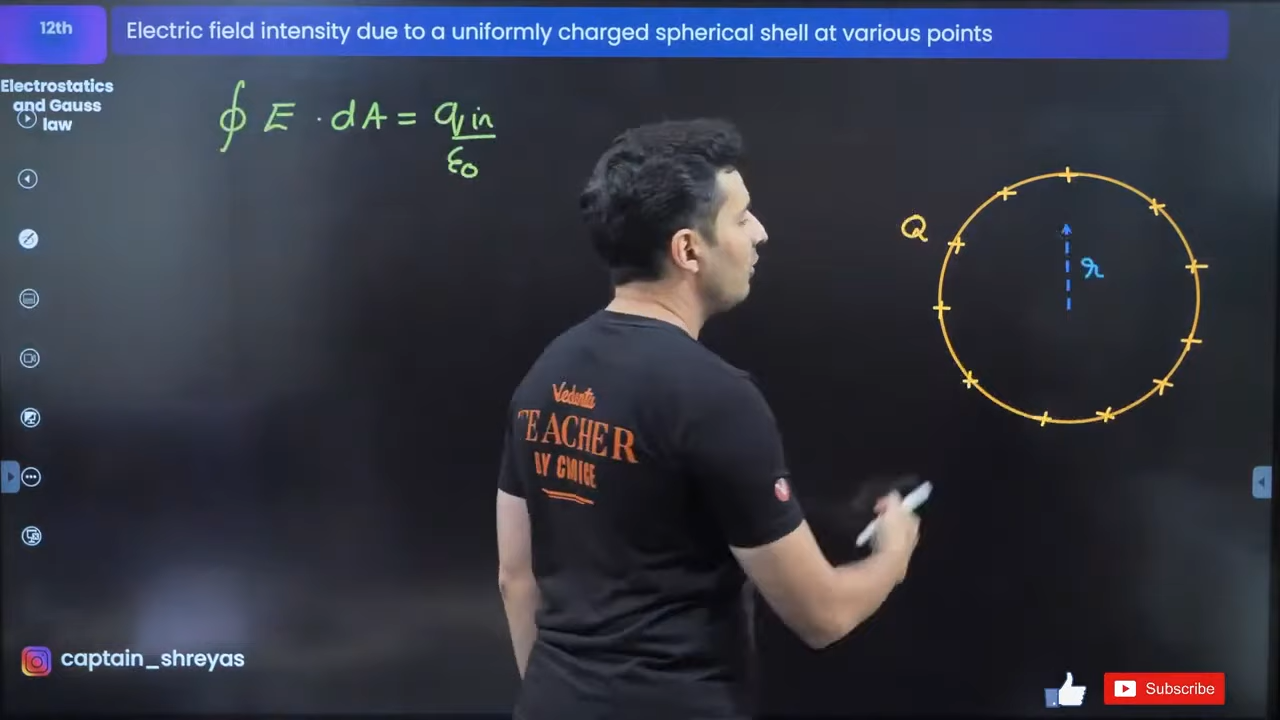 12th
Electric field intensity due to a uniformly charged spherical shell at various points
Electrostatics
and Gauss
law
∮ E · dA = q in / ε0
Q
r
Vedantu
TEACHER
BY CHOICE
captain_shreyas
Subscribe